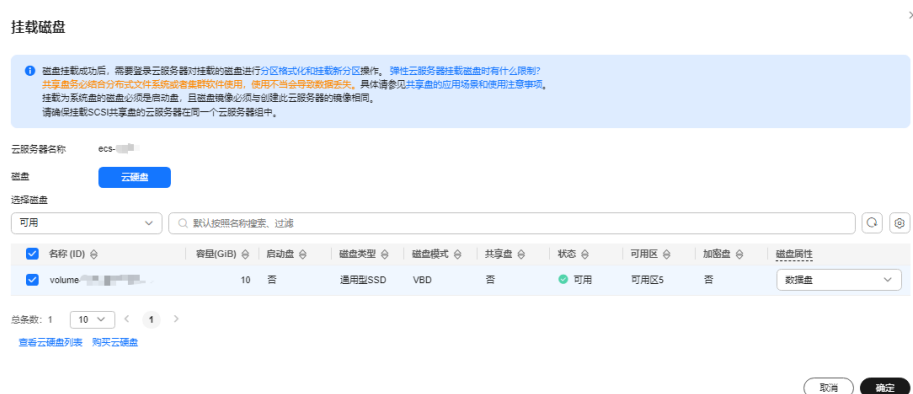 挂载磁盘
磁盘挂载成功后，需要登录云服务器对挂载的磁盘进行分区格式化和挂载新分区操作。 弹性云服务器挂载磁盘时有什么限制?
共享盘务必结合分布式文件系统或者集群软件使用，使用不当会导致数据丢失。具体请参见共享盘的应用场景和使用注意事项。
挂载为系统盘的磁盘必须是启动盘，且磁盘镜像必须与创建此云服务器的镜像相同。
请确保挂载SCSI共享盘的云服务器在同一个云服务器组中。
云服务器名称 ecs-
磁盘 云硬盘
选择磁盘
可用 默认按照名称搜索、过滤
名称 (ID) 容量(GiB) 启动盘 磁盘类型 磁盘模式 共享盘 状态 可用区 加密盘 磁盘属性
volume- 10 否 通用型SSD VBD 否 可用 可用区5 否 数据盘
总条数: 1 10 1
查看云硬盘列表 购买云硬盘
取消 确定